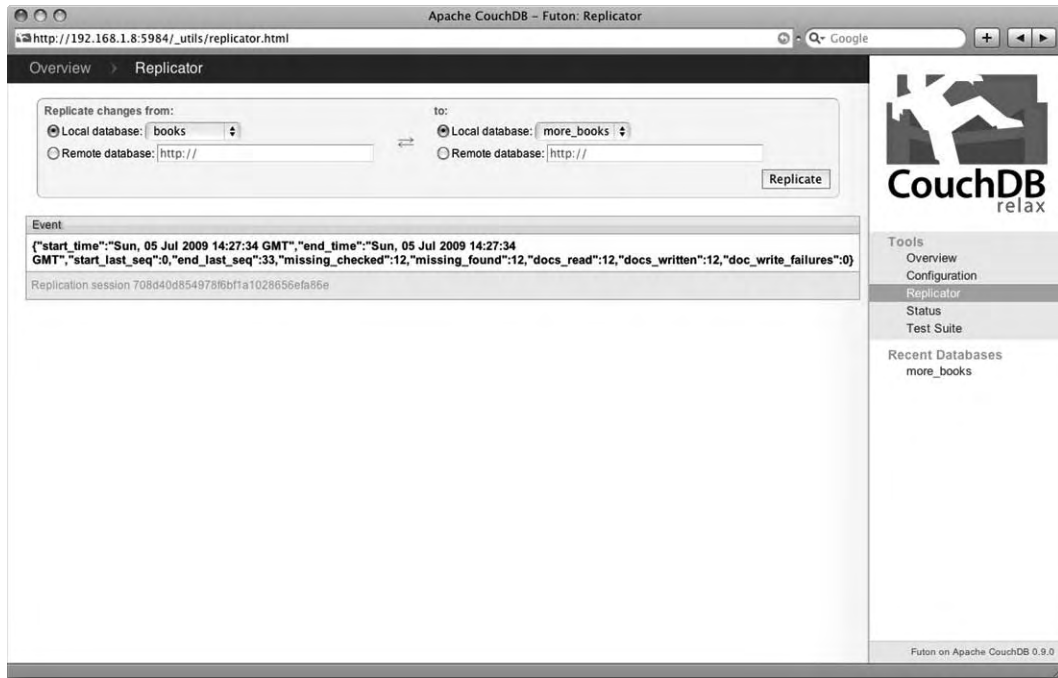 Apache CouchDB – Futon: Replicator
http://192.168.1.8:5984/_utils/replicator.html
Google
Overview
Replicator
Replicate changes from:
to:
Local database: books
Local database: more_books
Remote database: http://
Remote database: http://
Replicate
Event
{"start_time":"Sun, 05 Jul 2009 14:27:34 GMT","end_time":"Sun, 05 Jul 2009 14:27:34
GMT","start_last_seq":0,"end_last_seq":33,"missing_checked":12,"missing_found":12,"docs_read":12,"docs_written":12,"doc_write_failures":0}
Replication session 708d40d854978f6bf1a1028656efa86e
CouchDB
relax
Tools
Overview
Configuration
Replicator
Status
Test Suite
Recent Databases
more_books
Futon on Apache CouchDB 0.9.0